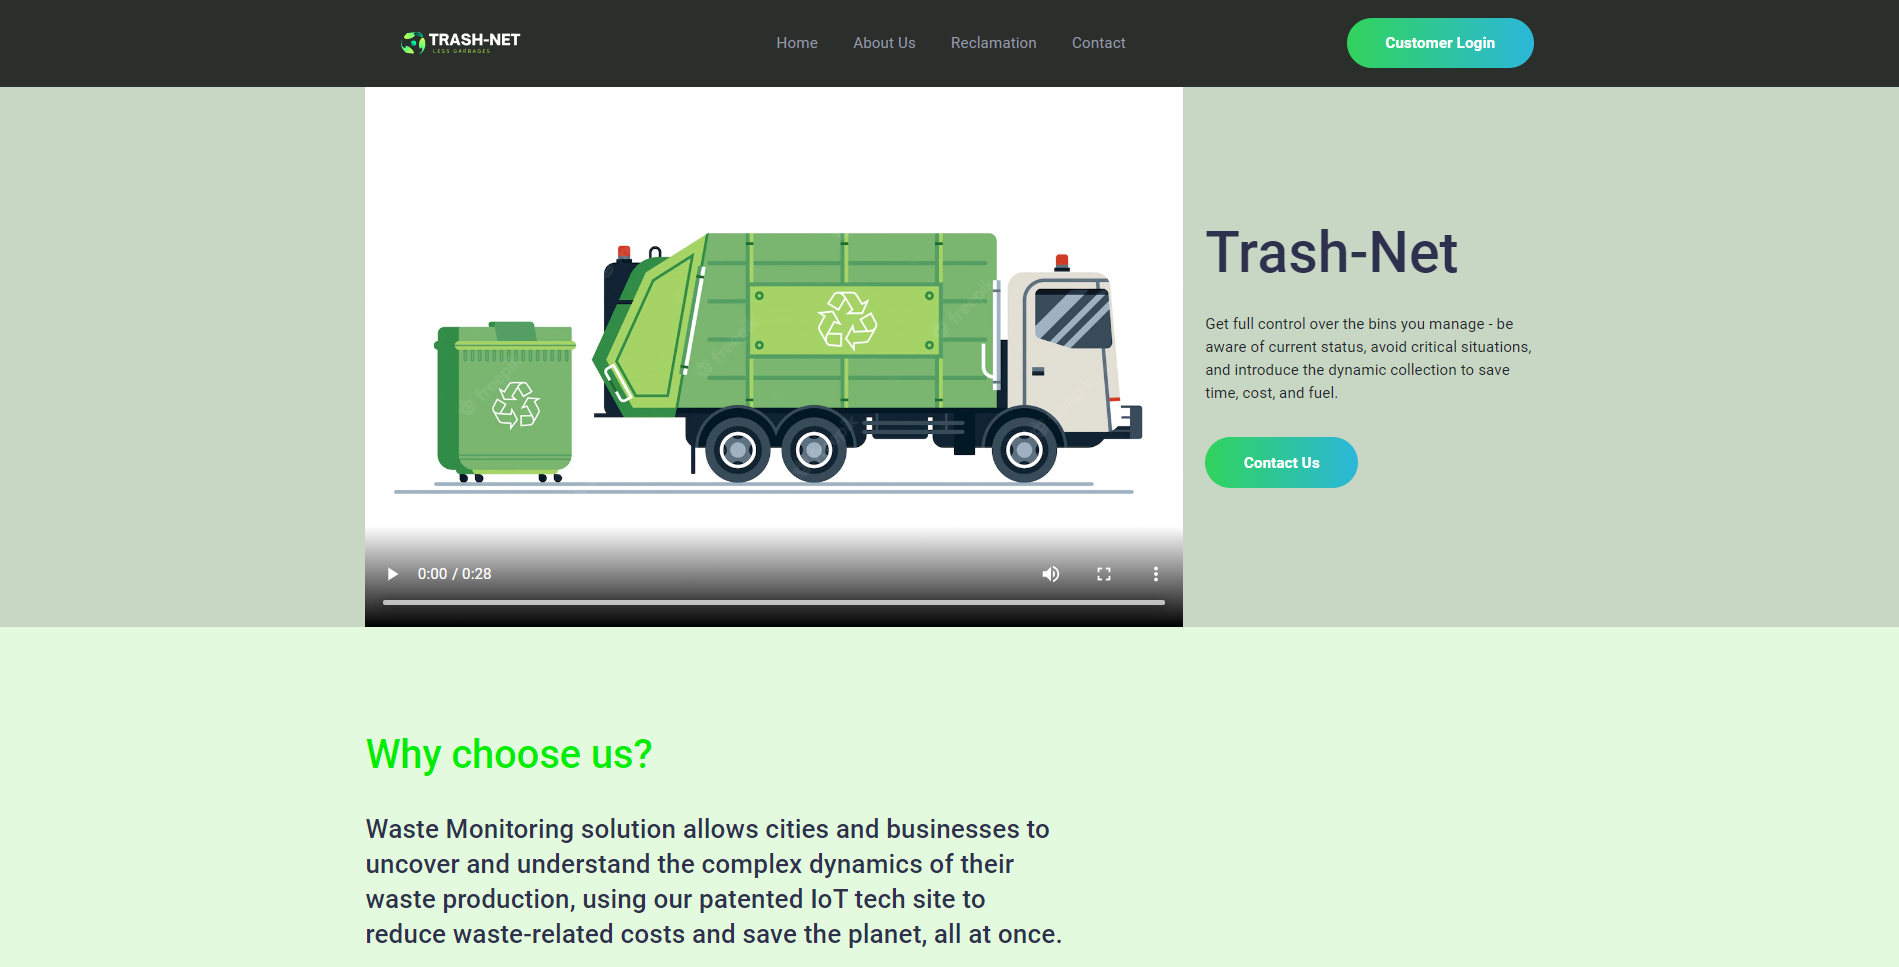 TRASH-NET
LESS GARBAGES
Home
About Us
Reclamation
Contact
Customer Login
freepik
freepik
freepik
Trash-Net
Get full control over the bins you manage - be
aware of current status, avoid critical situations,
and introduce the dynamic collection to save
time, cost, and fuel.
Contact Us
0:00 / 0:28
Why choose us?
Waste Monitoring solution allows cities and businesses to
uncover and understand the complex dynamics of their
waste production, using our patented IoT tech site to
reduce waste-related costs and save the planet, all at once.